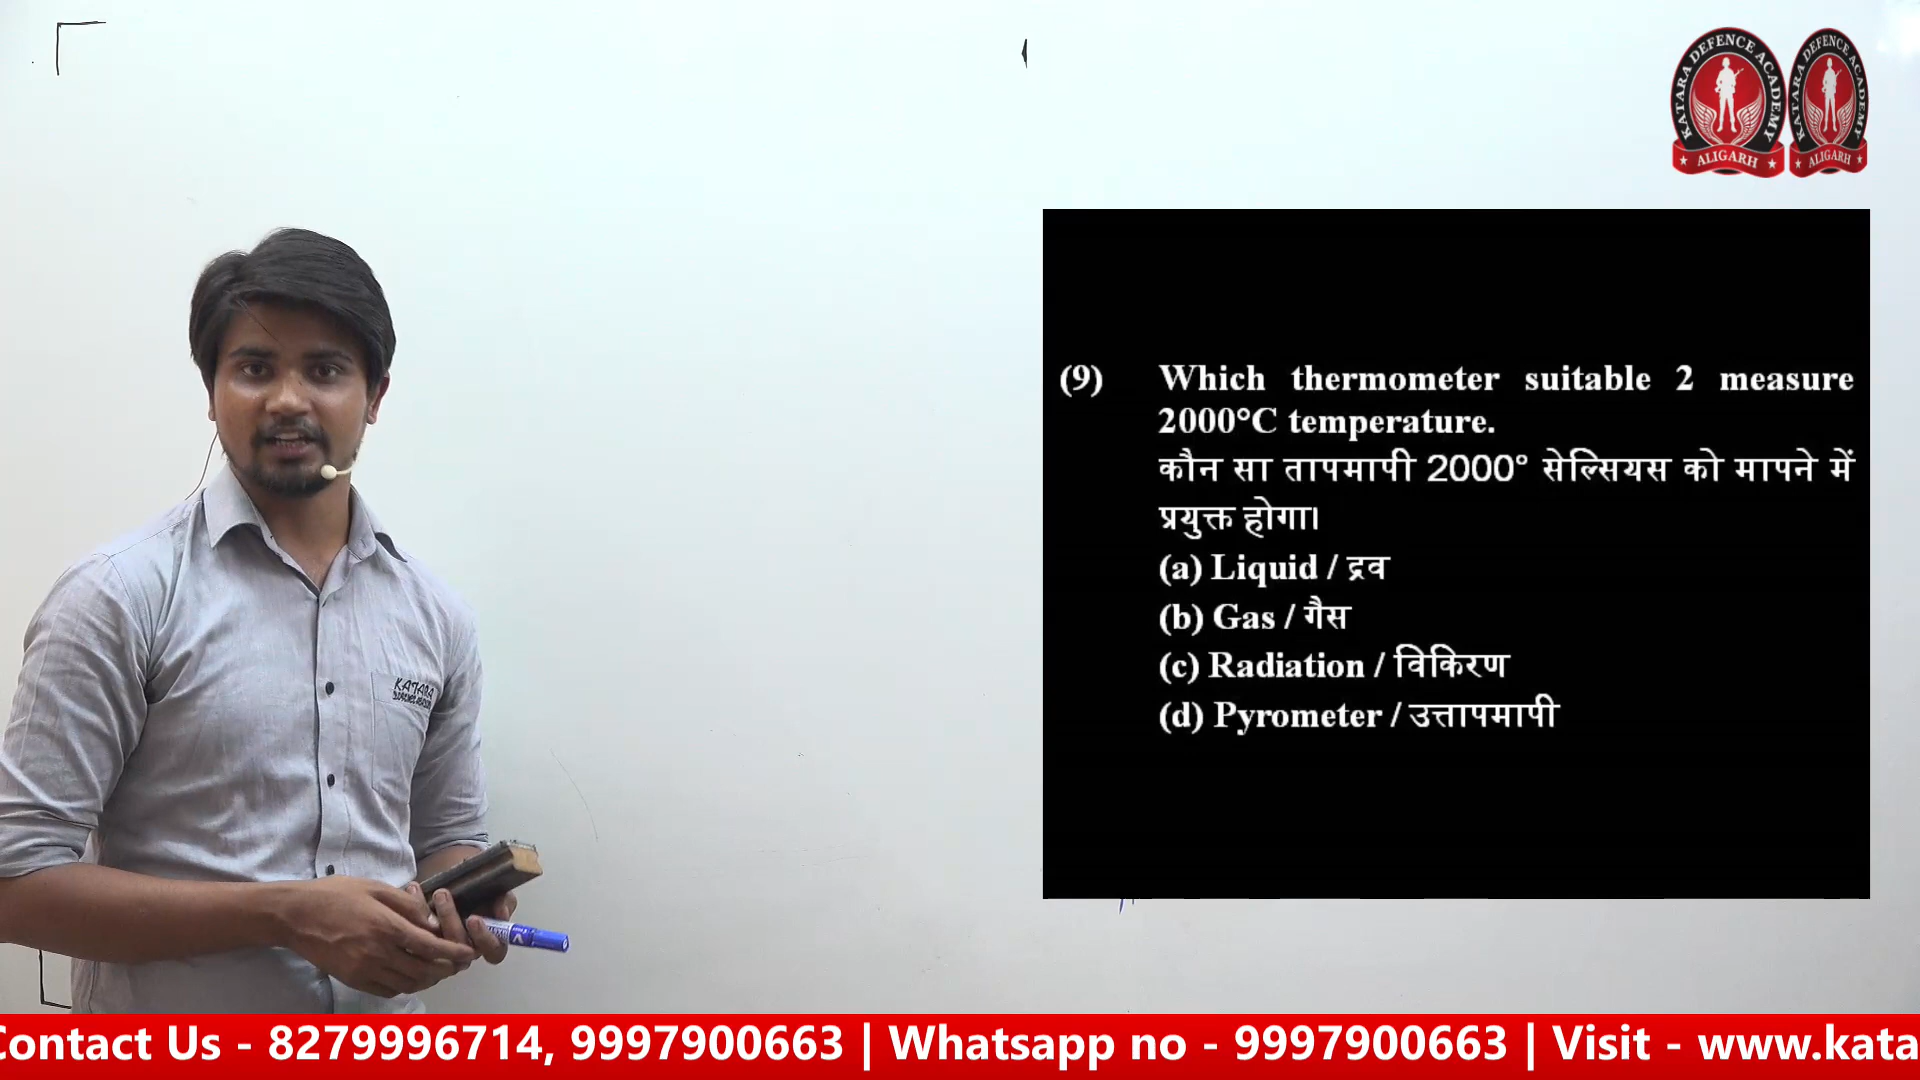 KATARA DEFENCE ACADEMY
ALIGARH
KATARA DEFENCE ACADEMY
ALIGARH
(9) Which thermometer suitable 2 measure
2000°C temperature.
कौन सा तापमापी 2000° सेल्सियस को मापने में
प्रयुक्त होगा।
(a) Liquid / द्रव
(b) Gas / गैस
(c) Radiation / विकिरण
(d) Pyrometer / उत्तापमापी
KATARA
Contact Us - 8279996714, 9997900663 | Whatsapp no - 9997900663 | Visit - www.kata